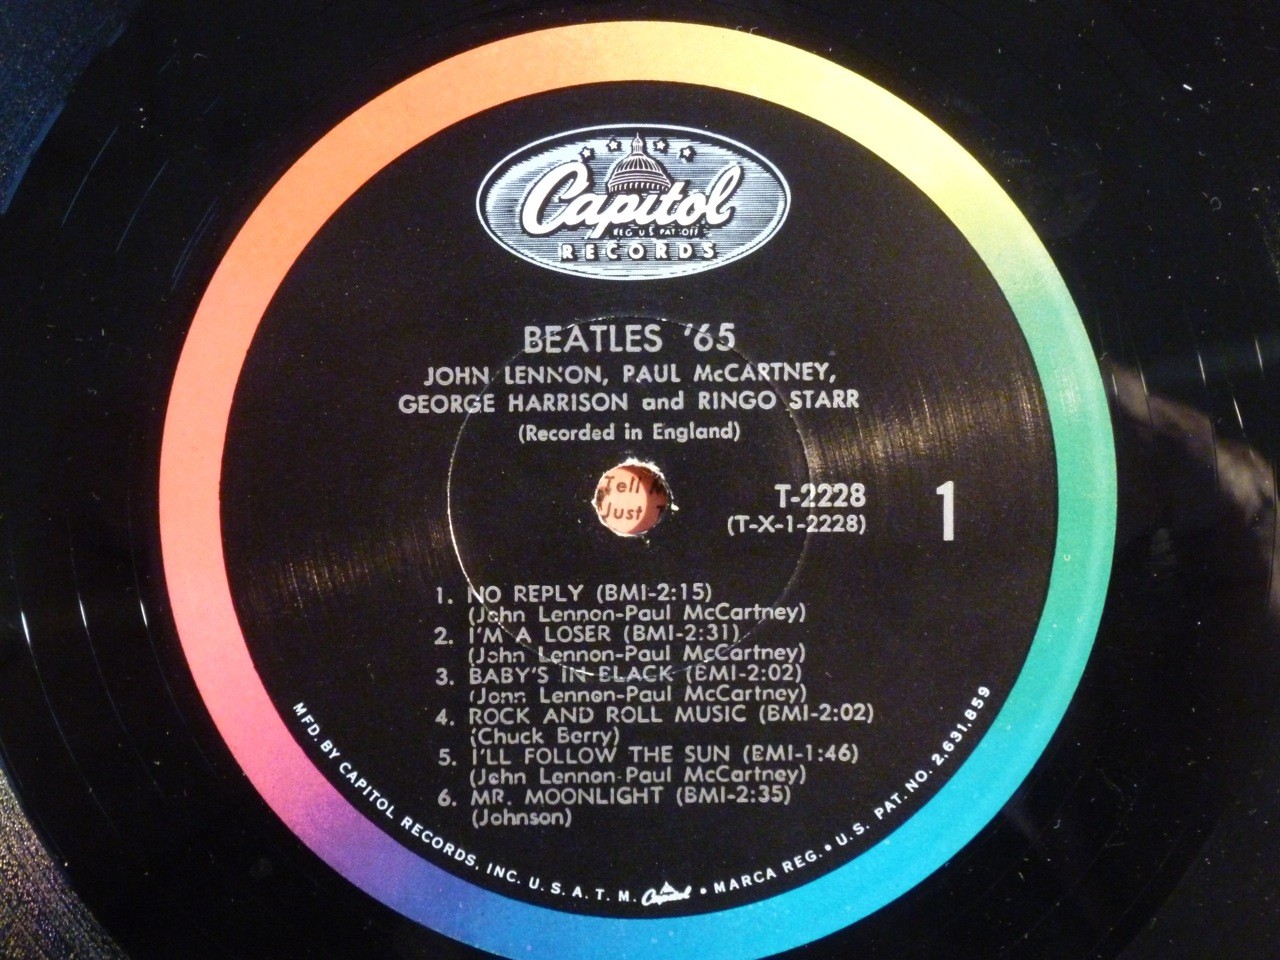 Capitol
REG. U.S. PAT. OFF.
RECORDS
BEATLES '65
JOHN LENNON, PAUL McCARTNEY,
GEORGE HARRISON and RINGO STARR
(Recorded in England)
Tell
Just T
T-2228
(T-X-1-2228)
1
1. NO REPLY (BMI-2:15)
(John Lennon-Paul McCartney)
2. I'M A LOSER (BMI-2:31)
(John Lennon-Paul McCartney)
3. BABY'S IN BLACK (BMI-2:02)
(John Lennon-Paul McCartney)
4. ROCK AND ROLL MUSIC (BMI-2:02)
(Chuck Berry)
5. I'LL FOLLOW THE SUN (BMI-1:46)
(John Lennon-Paul McCartney)
6. MR. MOONLIGHT (BMI-2:35)
(Johnson)
MFD. BY CAPITOL RECORDS, INC. U. S. A. T. M. Capitol • MARCA REG. • U.S. PAT. NO. 2,631,859